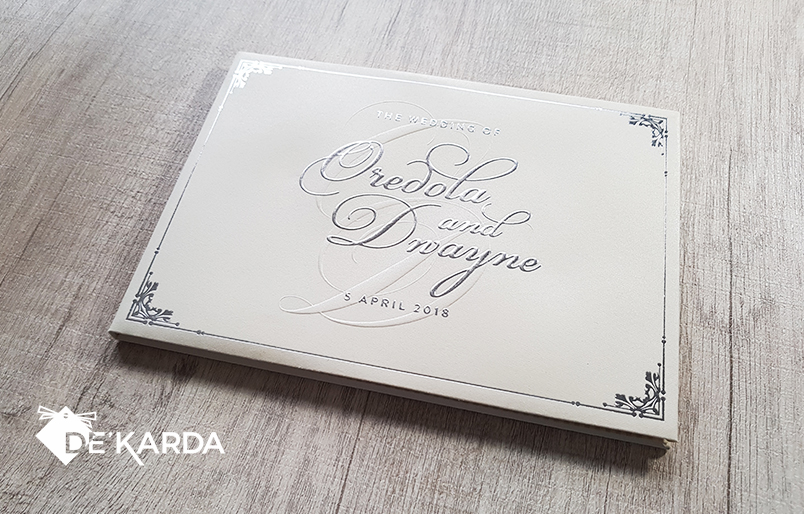 THE WEDDING OF
Oredola
and
Dwayne
5 APRIL 2018
DE'KARDA